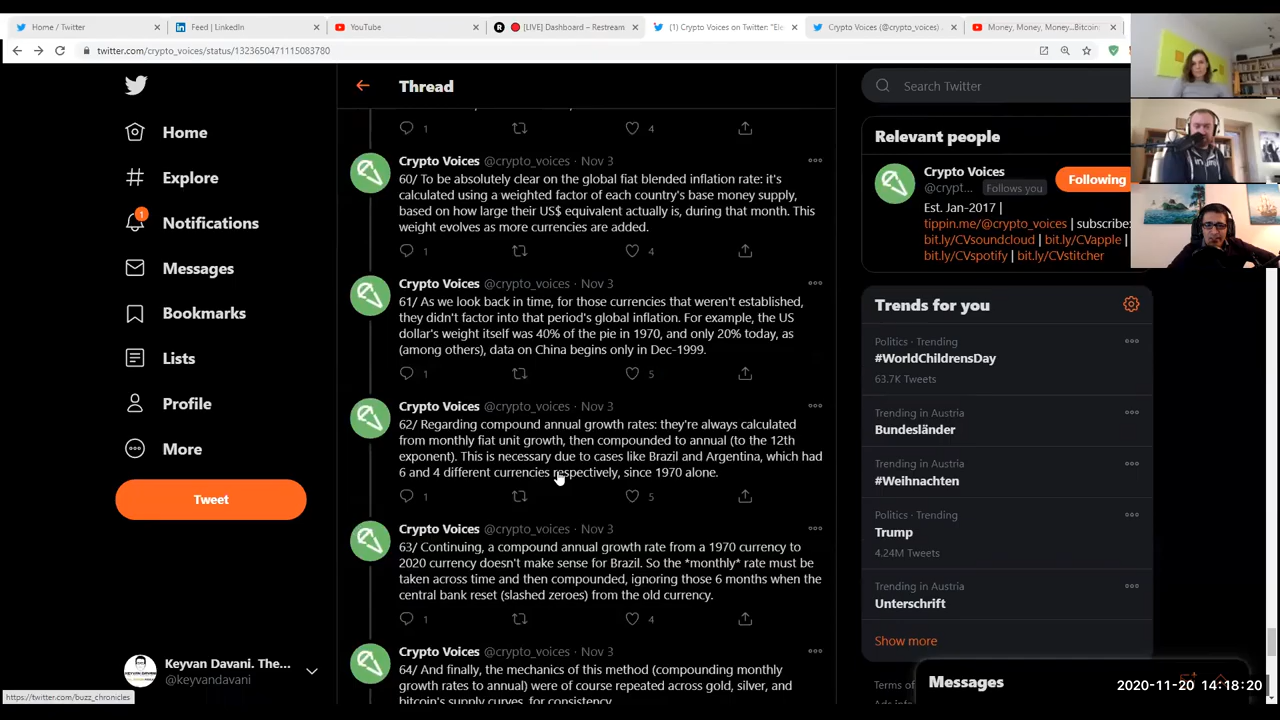 Home / Twitter
Feed | LinkedIn
YouTube
[LIVE] Dashboard – Restream
(1) Crypto Voices on Twitter: "Ele
Crypto Voices (@crypto_voices)
Money, Money, Money...Bitcoin:
twitter.com/crypto_voices/status/1323650471115083780
Home
Explore
1
Notifications
Messages
Bookmarks
Lists
Profile
More
Tweet
Keyvan Davani. The...
@keyvandavani
https://twitter.com/buzz_chronicles
Thread
1
4
Crypto Voices @crypto_voices · Nov 3
60/ To be absolutely clear on the global fiat blended inflation rate: it's
calculated using a weighted factor of each country's base money supply,
based on how large their US$ equivalent actually is, during that month. This
weight evolves as more currencies are added.
1
4
Crypto Voices @crypto_voices · Nov 3
61/ As we look back in time, for those currencies that weren't established,
they didn't factor into that period's global inflation. For example, the US
dollar's weight itself was 40% of the pie in 1970, and only 20% today, as
(among others), data on China begins only in Dec-1999.
1
5
Crypto Voices @crypto_voices · Nov 3
62/ Regarding compound annual growth rates: they're always calculated
from monthly fiat unit growth, then compounded to annual (to the 12th
exponent). This is necessary due to cases like Brazil and Argentina, which had
6 and 4 different currencies respectively, since 1970 alone.
1
5
Crypto Voices @crypto_voices · Nov 3
63/ Continuing, a compound annual growth rate from a 1970 currency to
2020 currency doesn't make sense for Brazil. So the *monthly* rate must be
taken across time and then compounded, ignoring those 6 months when the
central bank reset (slashed zeroes) from the old currency.
1
4
Crypto Voices @crypto_voices · Nov 3
64/ And finally, the mechanics of this method (compounding monthly
growth rates to annual) were of course repeated across gold, silver, and
bitcoin's supply curves, for consistency.
Search Twitter
Relevant people
Crypto Voices
@crypt... Follows you
Following
Est. Jan-2017 |
tippin.me/@crypto_voices | subscribe:
bit.ly/CVsoundcloud | bit.ly/CVapple |
bit.ly/CVspotify | bit.ly/CVstitcher
Trends for you
Politics · Trending
#WorldChildrensDay
63.7K Tweets
Trending in Austria
Bundesländer
Trending in Austria
#Weihnachten
Politics · Trending
Trump
4.24M Tweets
Trending in Austria
Unterschrift
Show more
Terms of
Messages
2020-11-20 14:18:20